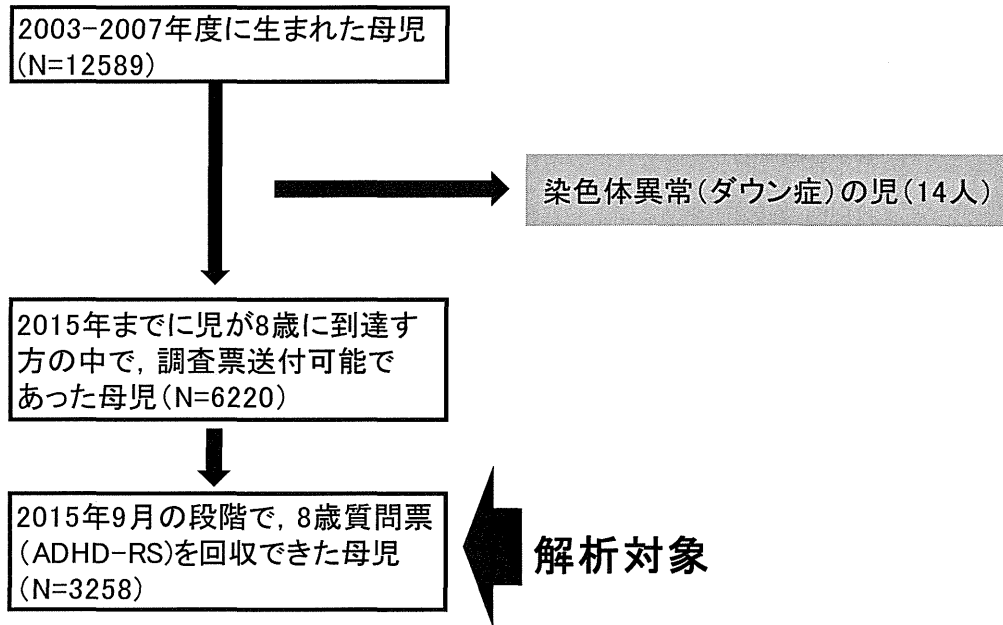 2003-2007年度に生まれた母児
(N=12589)
染色体異常(ダウン症)の児(14人)
2015年までに児が8歳に到達す
方の中で, 調査票送付可能で
あった母児(N=6220)
2015年9月の段階で, 8歳質問票
(ADHD-RS)を回収できた母児
(N=3258)
解析対象